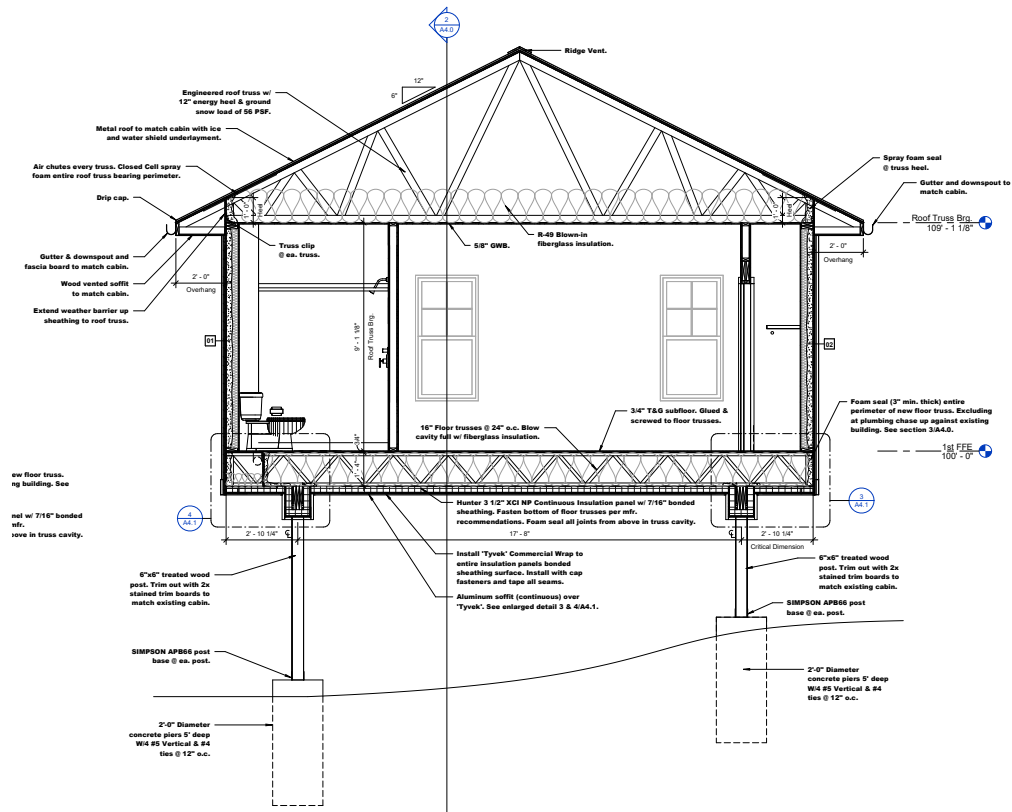 2
A4.0
Ridge Vent.
12"
6"
Engineered roof truss w/
12" energy heel & ground
snow load of 56 PSF.
Metal roof to match cabin with ice
and water shield underlayment.
Air chutes every truss. Closed Cell spray
foam entire roof truss bearing perimeter.
Drip cap.
Spray foam seal
@ truss heel.
Gutter and downspout to
match cabin.
Roof Truss Brg.
109' - 1 1/8"
1' - 0"
Heel
1' - 0"
Heel
R-49 Blown-in
fiberglass insulation.
Truss clip
@ ea. truss.
5/8" GWB.
Gutter & downspout and
fascia board to match cabin.
Wood vented soffit
to match cabin.
Extend weather barrier up
sheathing to roof truss.
2' - 0"
Overhang
2' - 0"
Overhang
01
02
9' - 1 1/8"
Roof Truss Brg.
3/4" T&G subfloor. Glued &
screwed to floor trusses.
16" Floor trusses @ 24" o.c. Blow
cavity full w/ fiberglass insulation.
Foam seal (3" min. thick) entire
perimeter of new floor truss. Excluding
at plumbing chase up against existing
building. See section 3/A4.0.
1st FFE
100' - 0"
3/4"
1' - 4"
ew floor truss.
ng building. See
anel w/ 7/16" bonded
mfr.
bove in truss cavity.
4
A4.1
3
A4.1
Hunter 3 1/2" XCI NP Continuous Insulation panel w/ 7/16" bonded
sheathing. Fasten bottom of floor trusses per mfr.
recommendations. Foam seal all joints from above in truss cavity.
2' - 10 1/4"
17' - 8"
2' - 10 1/4"
Critical Dimension
Install 'Tyvek' Commercial Wrap to
entire insulation panels bonded
sheathing surface. Install with cap
fasteners and tape all seams.
Aluminum soffit (continuous) over
'Tyvek'. See enlarged detail 3 & 4/A4.1.
6"x6" treated wood
post. Trim out with 2x
stained trim boards to
match existing cabin.
6"x6" treated wood
post. Trim out with 2x
stained trim boards to
match existing cabin.
SIMPSON APB66 post
base @ ea. post.
SIMPSON APB66 post
base @ ea. post.
2'-0" Diameter
concrete piers 5' deep
W/4 #5 Vertical & #4
ties @ 12" o.c.
2'-0" Diameter
concrete piers 5' deep
W/4 #5 Vertical & #4
ties @ 12" o.c.